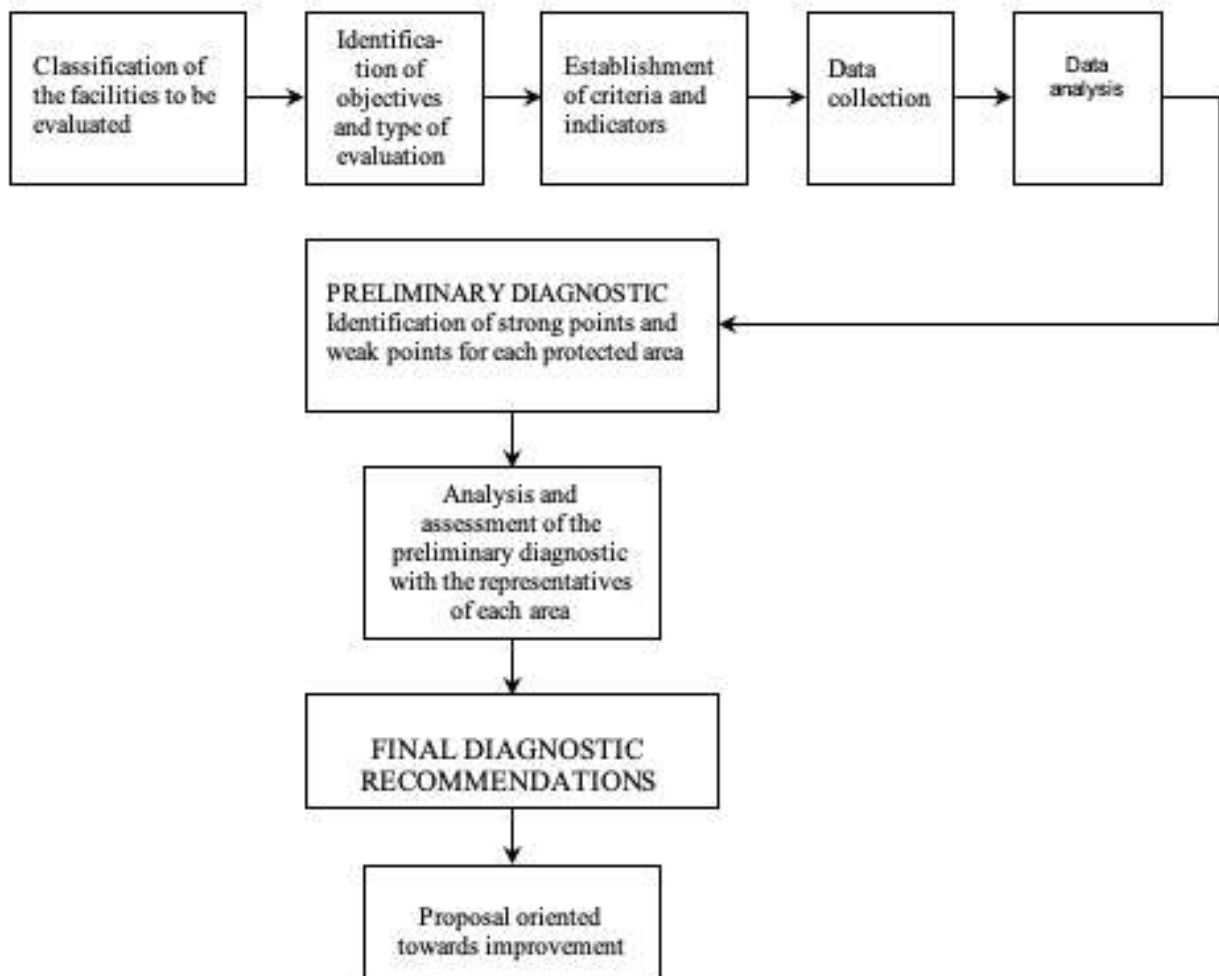 Classification of
the facilities to be
evaluated
Identifica-
tion of
objectives
and type of
evaluation
Establishment
of criteria and
indicators
Data
collection
Data
analysis
PRELIMINARY DIAGNOSTIC
Identification of strong points and
weak points for each protected area
Analysis and
assessment of the
preliminary diagnostic
with the representatives
of each area
FINAL DIAGNOSTIC
RECOMMENDATIONS
Proposal oriented
towards improvement